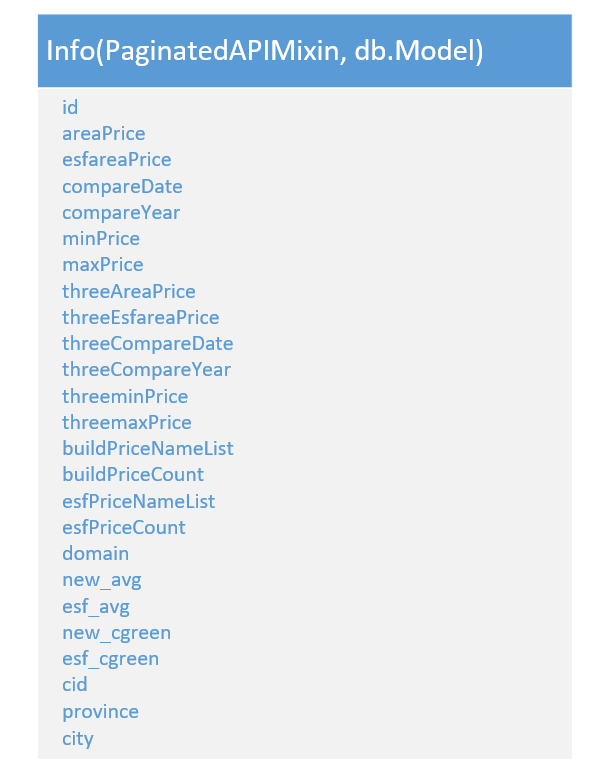 Info(PaginatedAPIMixin, db.Model)
id
areaPrice
esfareaPrice
compareDate
compareYear
minPrice
maxPrice
threeAreaPrice
threeEsfareaPrice
threeCompareDate
threeCompareYear
threeminPrice
threemaxPrice
buildPriceNameList
buildPriceCount
esfPriceNameList
esfPriceCount
domain
new_avg
esf_avg
new_cgreen
esf_cgreen
cid
province
city